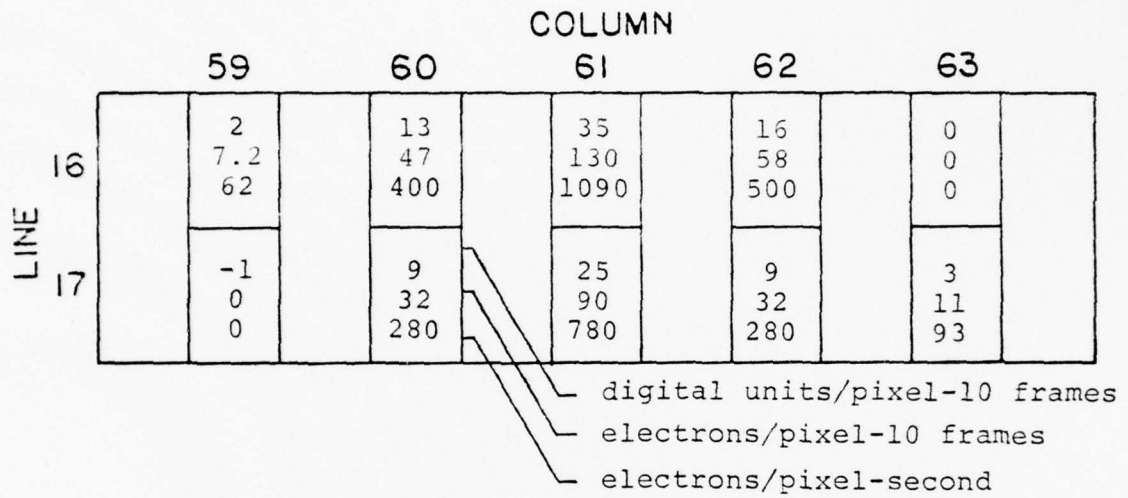 COLUMN
59 60 61 62 63
2 13 35 16 0
16 7.2 47 130 58 0
62 400 1090 500 0
LINE
-1 9 25 9 3
17 0 32 90 32 11
0 280 780 280 93
digital units/pixel-10 frames
electrons/pixel-10 frames
electrons/pixel-second